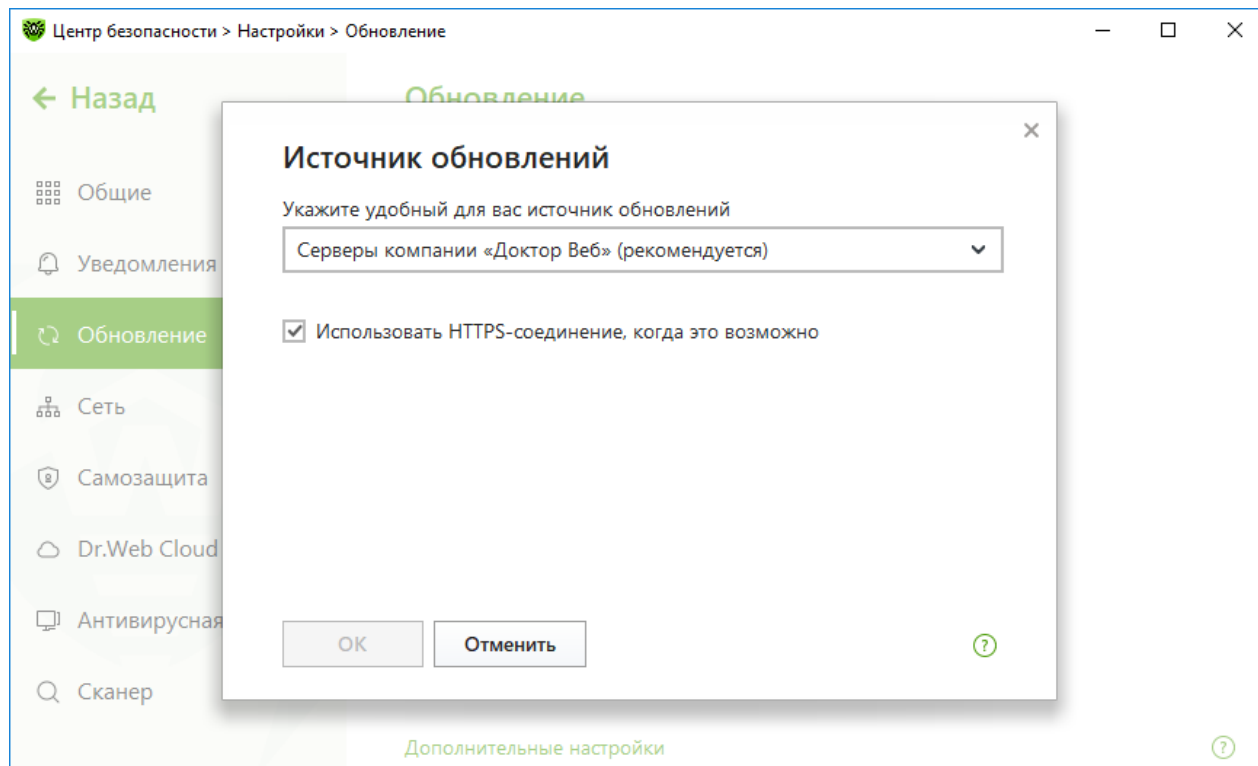 Центр безопасности > Настройки > Обновление
Назад
Общие
Уведомления
Обновление
Сеть
Самозащита
Dr.Web Cloud
Антивирусная
Сканер
Обновление
Источник обновлений
Укажите удобный для вас источник обновлений
Серверы компании «Доктор Веб» (рекомендуется)
Использовать HTTPS-соединение, когда это возможно
ОК
Отменить
?
Дополнительные настройки
?